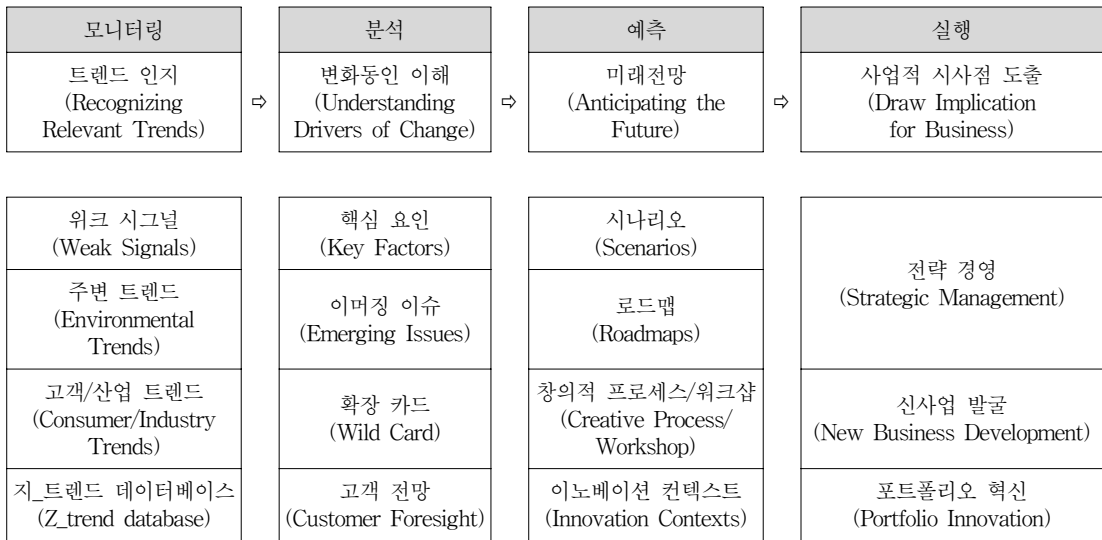 모니터링
트렌드 인지
(Recognizing
Relevant Trends)
⇨
분석
변화동인 이해
(Understanding
Drivers of Change)
⇨
예측
미래전망
(Anticipating the
Future)
⇨
실행
사업적 시사점 도출
(Draw Implication
for Business)
위크 시그널
(Weak Signals)
주변 트렌드
(Environmental
Trends)
고객/산업 트렌드
(Consumer/Industry
Trends)
지_트렌드 데이터베이스
(Z_trend database)
핵심 요인
(Key Factors)
이머징 이슈
(Emerging Issues)
확장 카드
(Wild Card)
고객 전망
(Customer Foresight)
시나리오
(Scenarios)
로드맵
(Roadmaps)
창의적 프로세스/워크샵
(Creative Process/
Workshop)
이노베이션 컨텍스트
(Innovation Contexts)
전략 경영
(Strategic Management)
신사업 발굴
(New Business Development)
포트폴리오 혁신
(Portfolio Innovation)